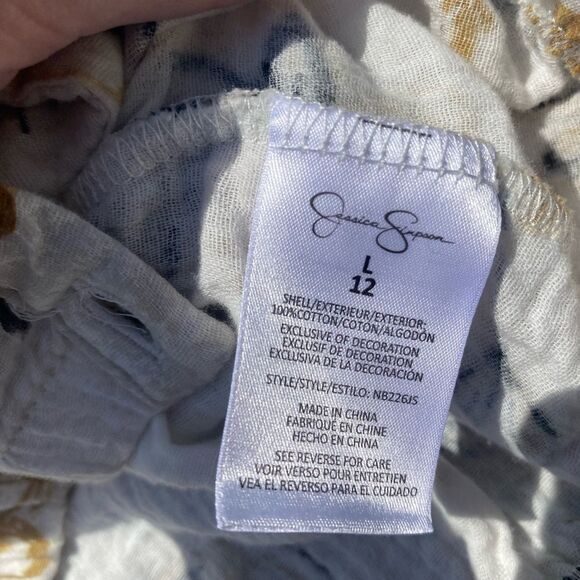 Jessica Simpson
L
12
SHELL/EXTERIEUR/EXTERIOR:
100%COTTON/COTON/ALGODÓN
EXCLUSIVE OF DECORATION
EXCLUSIF DE DECORATION
EXCLUSIVA DE LA DECORACIÓN
STYLE/STYLE/ESTILO: NB226JS
MADE IN CHINA
FABRIQUÉ EN CHINE
HECHO EN CHINA
SEE REVERSE FOR CARE
VOIR VERSO POUR ENTRETIEN
VEA EL REVERSO PARA EL CUIDADO